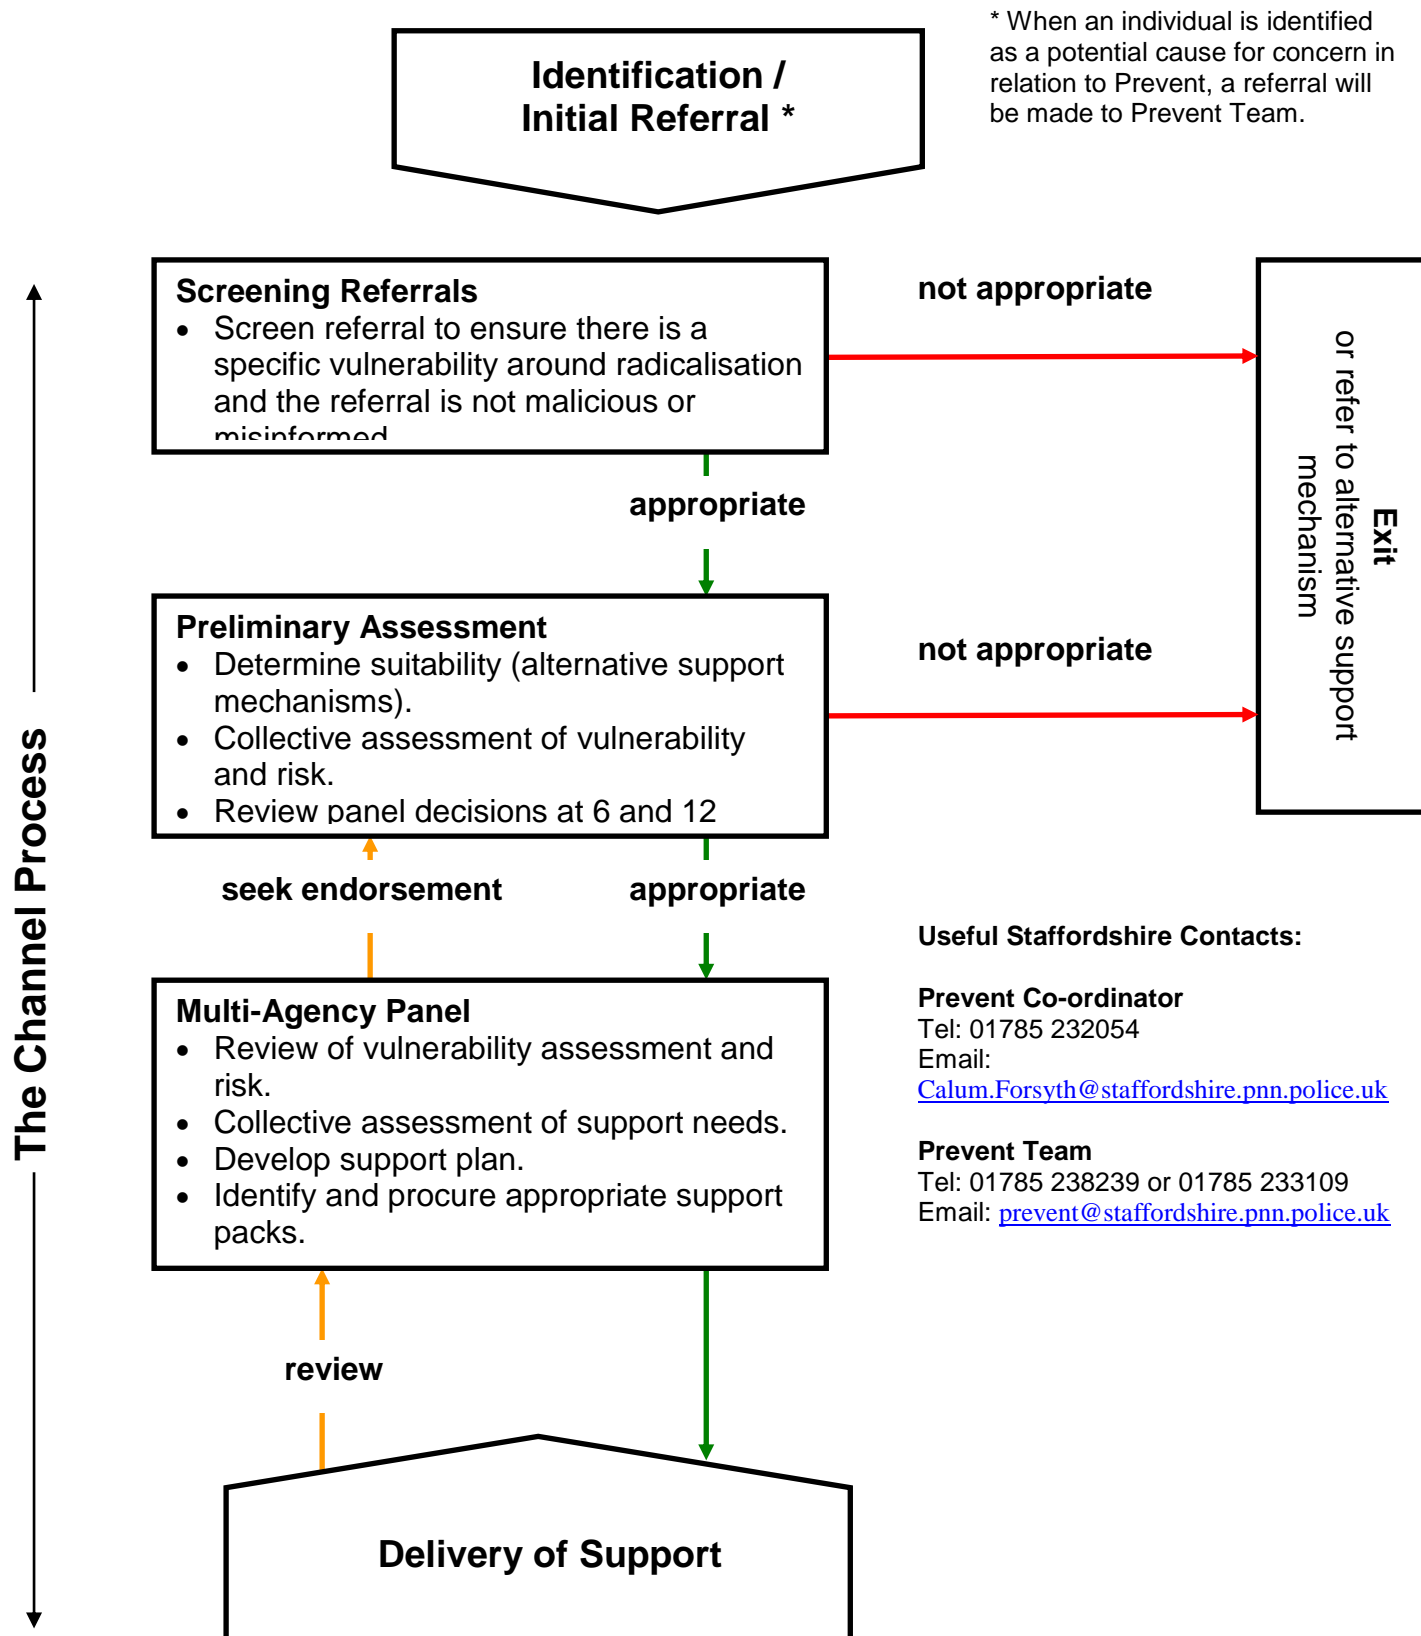 * When an individual is identified
as a potential cause for concern in
relation to Prevent, a referral will
be made to Prevent Team.
Identification /
Initial Referral *
The Channel Process
Screening Referrals
• Screen referral to ensure there is a
specific vulnerability around radicalisation
and the referral is not malicious or
misinformed
not appropriate
appropriate
Exit
or refer to alternative support
mechanism
Preliminary Assessment
• Determine suitability (alternative support
mechanisms).
• Collective assessment of vulnerability
and risk.
• Review panel decisions at 6 and 12
not appropriate
seek endorsement
appropriate
Multi-Agency Panel
• Review of vulnerability assessment and
risk.
• Collective assessment of support needs.
• Develop support plan.
• Identify and procure appropriate support
packs.
Useful Staffordshire Contacts:
Prevent Co-ordinator
Tel: 01785 232054
Email:
Calum.Forsyth@staffordshire.pnn.police.uk
Prevent Team
Tel: 01785 238239 or 01785 233109
Email: prevent@staffordshire.pnn.police.uk
review
Delivery of Support